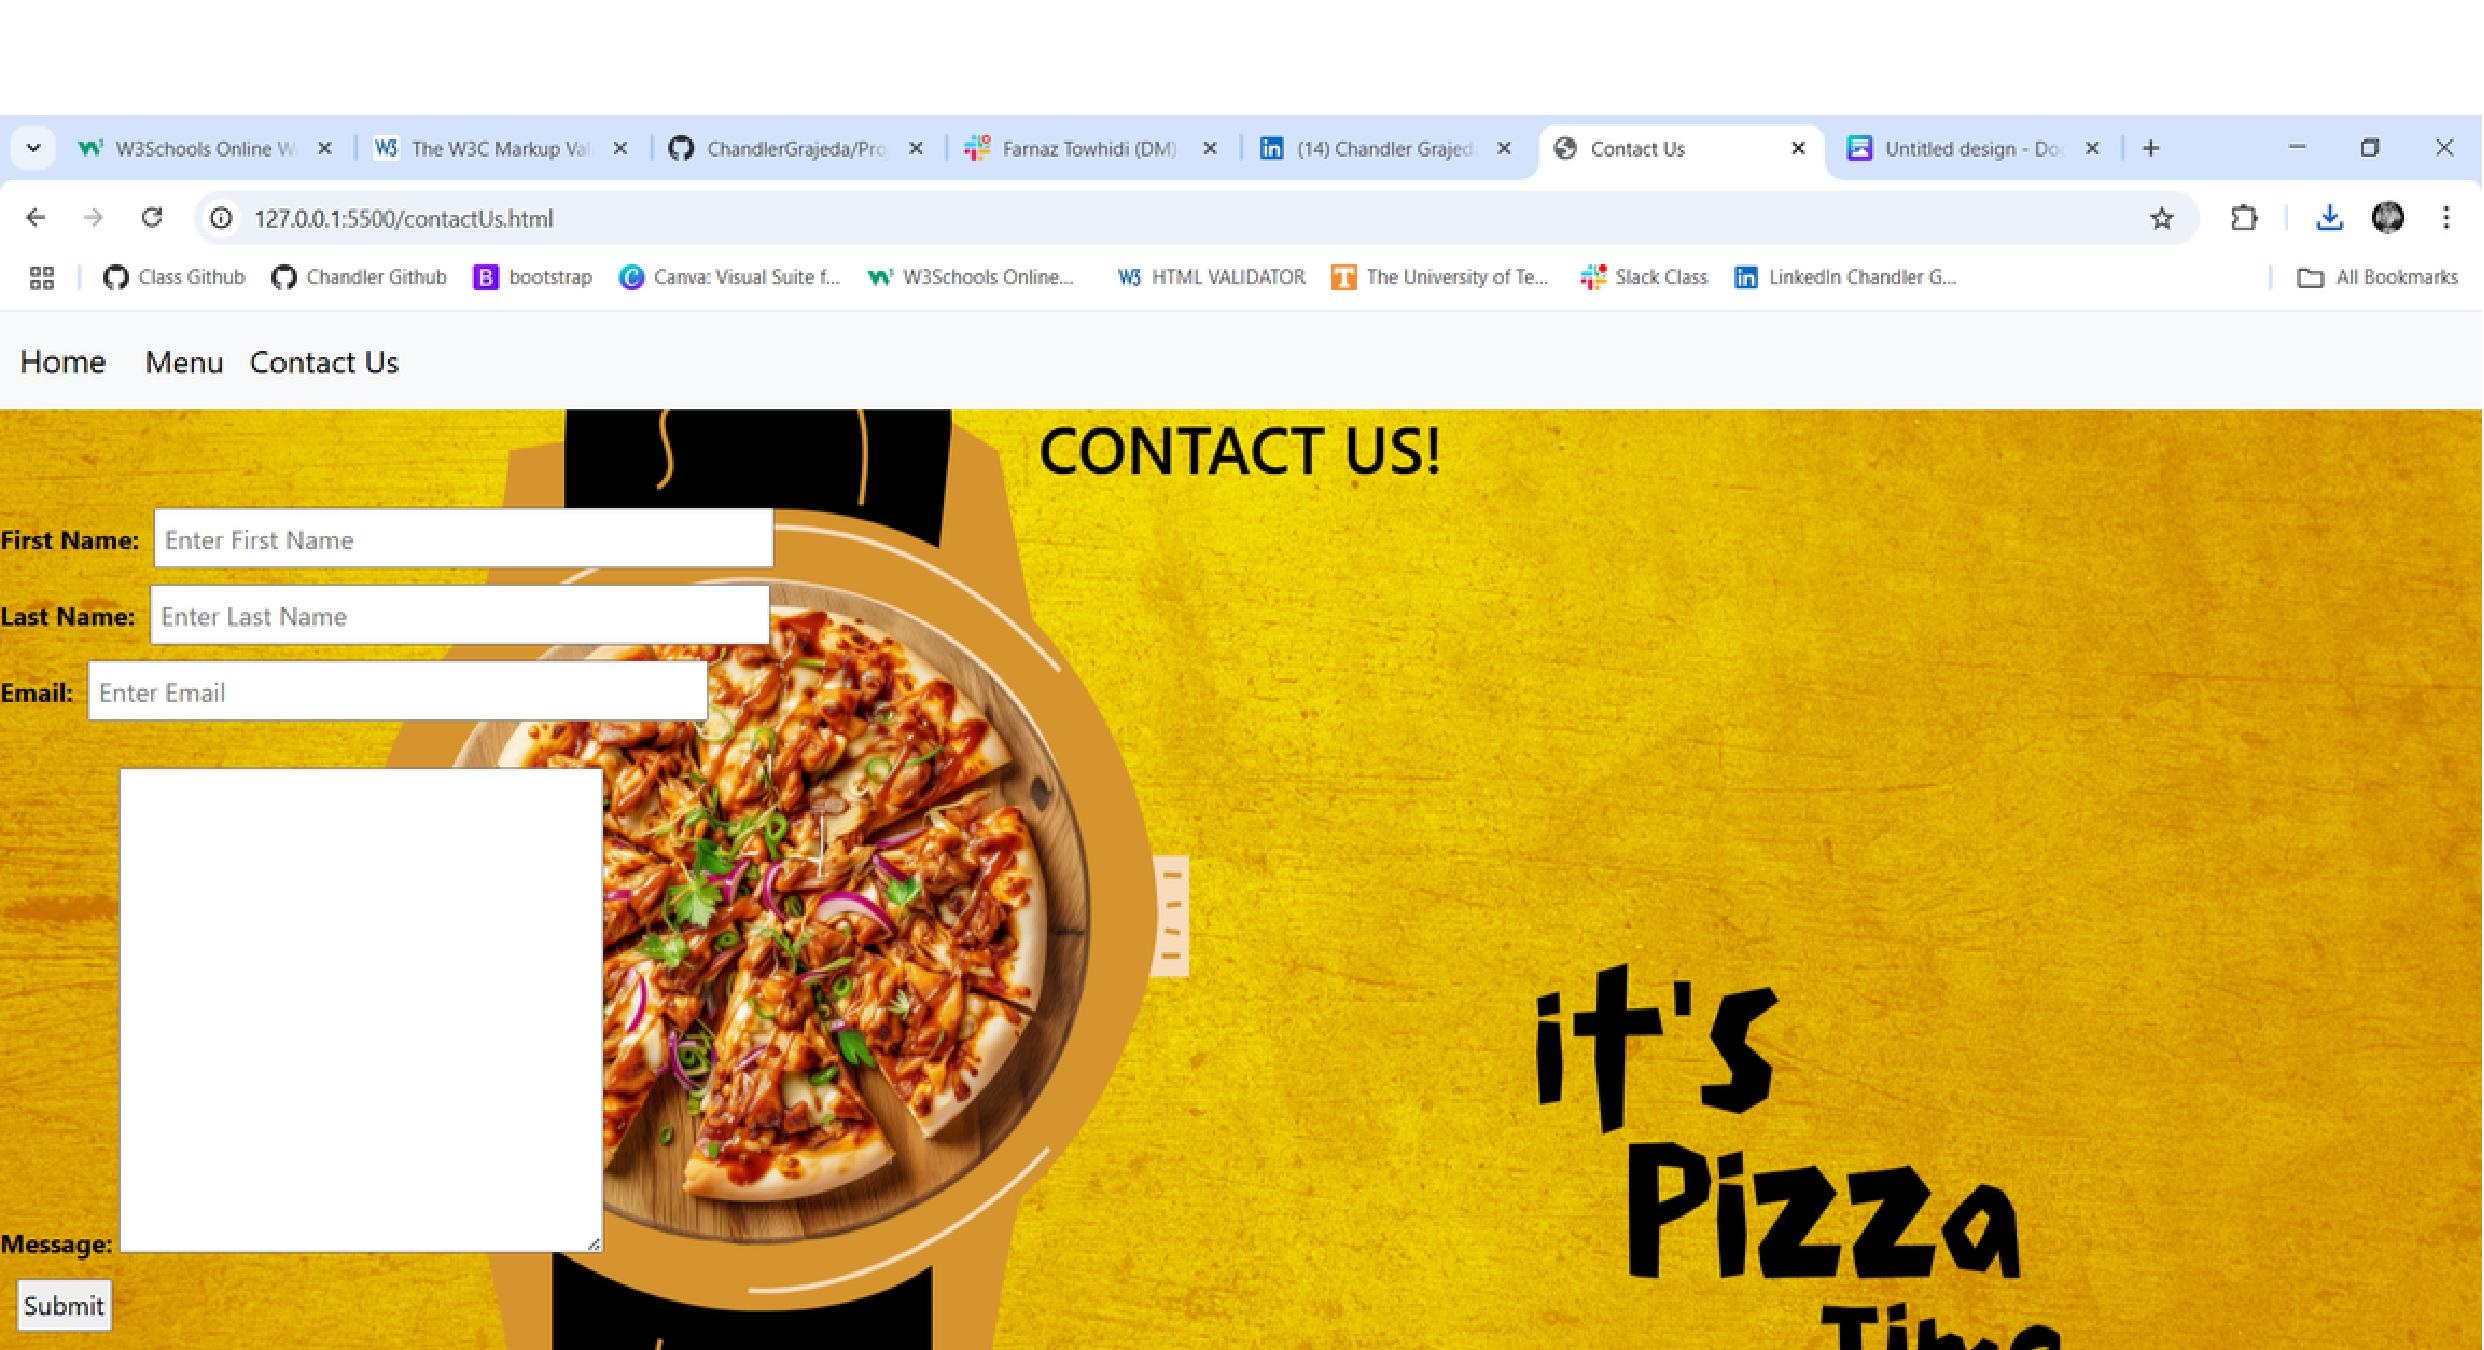 W3Schools Online W
The W3C Markup Val
ChandlerGrajeda/Pro
Farnaz Towhidi (DM)
(14) Chandler Grajed
Contact Us
Untitled design - Do
127.0.0.1:5500/contactUs.html
Class Github
Chandler Github
bootstrap
Canva: Visual Suite f...
W3Schools Online...
HTML VALIDATOR
The University of Te...
Slack Class
LinkedIn Chandler G...
All Bookmarks
Home Menu Contact Us
CONTACT US!
First Name: Enter First Name
Last Name: Enter Last Name
Email: Enter Email
Message:
Submit
it's
Pizza
Time